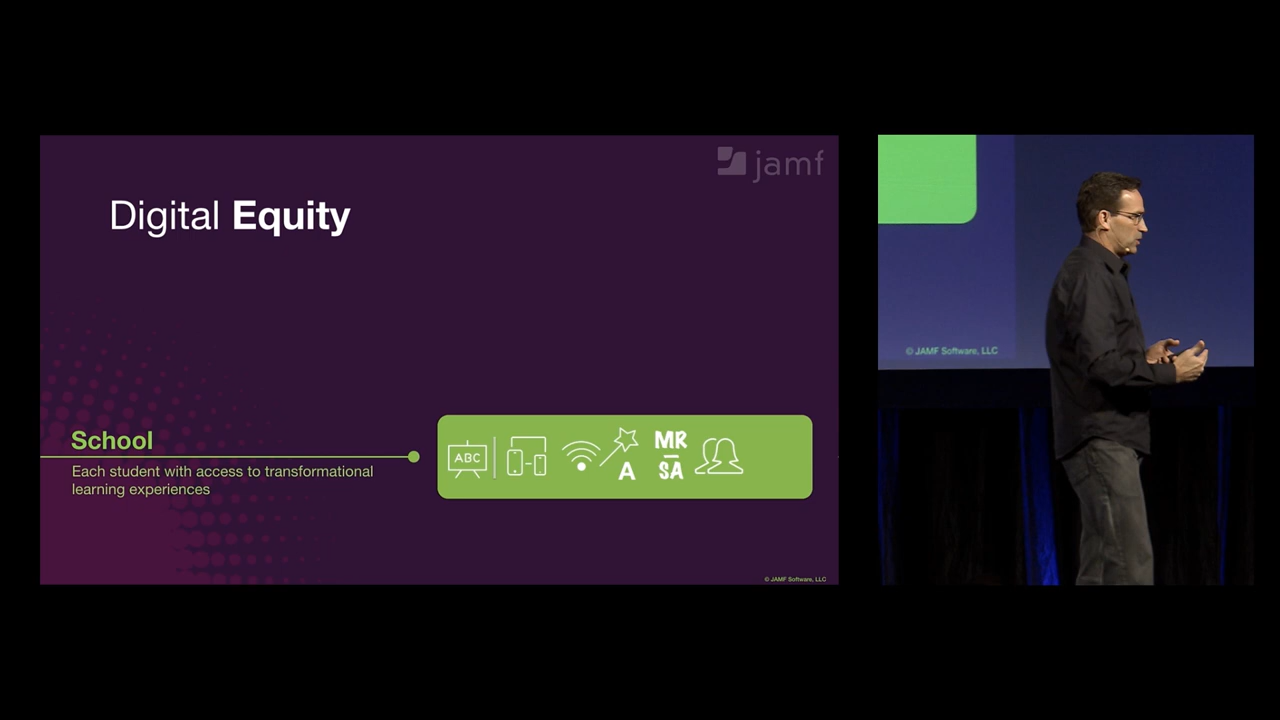 jamf
Digital Equity
School
Each student with access to transformational
learning experiences
ABC
A
MR
SA
© JAMF Software, LLC
© JAMF Software, LLC